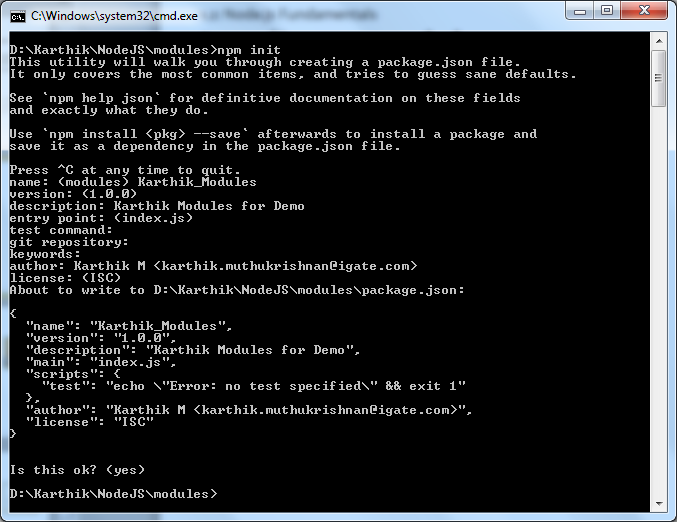 C:\Windows\system32\cmd.exe
Nodejs Fundamentals
D:\Karthik\NodeJS\modules>npm init
This utility will walk you through creating a package.json file.
It only covers the most common items, and tries to guess sane defaults.
See `npm help json` for definitive documentation on these fields
and exactly what they do.
Use `npm install <pkg> --save` afterwards to install a package and
save it as a dependency in the package.json file.
Press ^C at any time to quit.
name: (modules) Karthik_Modules
version: (1.0.0)
description: Karthik Modules for Demo
entry point: (index.js)
test command:
git repository:
keywords:
author: Karthik M <karthik.muthukrishnan@igate.com>
license: (ISC)
About to write to D:\Karthik\NodeJS\modules\package.json:
{
"name": "Karthik_Modules",
"version": "1.0.0",
"description": "Karthik Modules for Demo",
"main": "index.js",
"scripts": {
"test": "echo \"Error: no test specified\" && exit 1"
},
"author": "Karthik M <karthik.muthukrishnan@igate.com>",
"license": "ISC"
}
Is this ok? (yes)
D:\Karthik\NodeJS\modules>